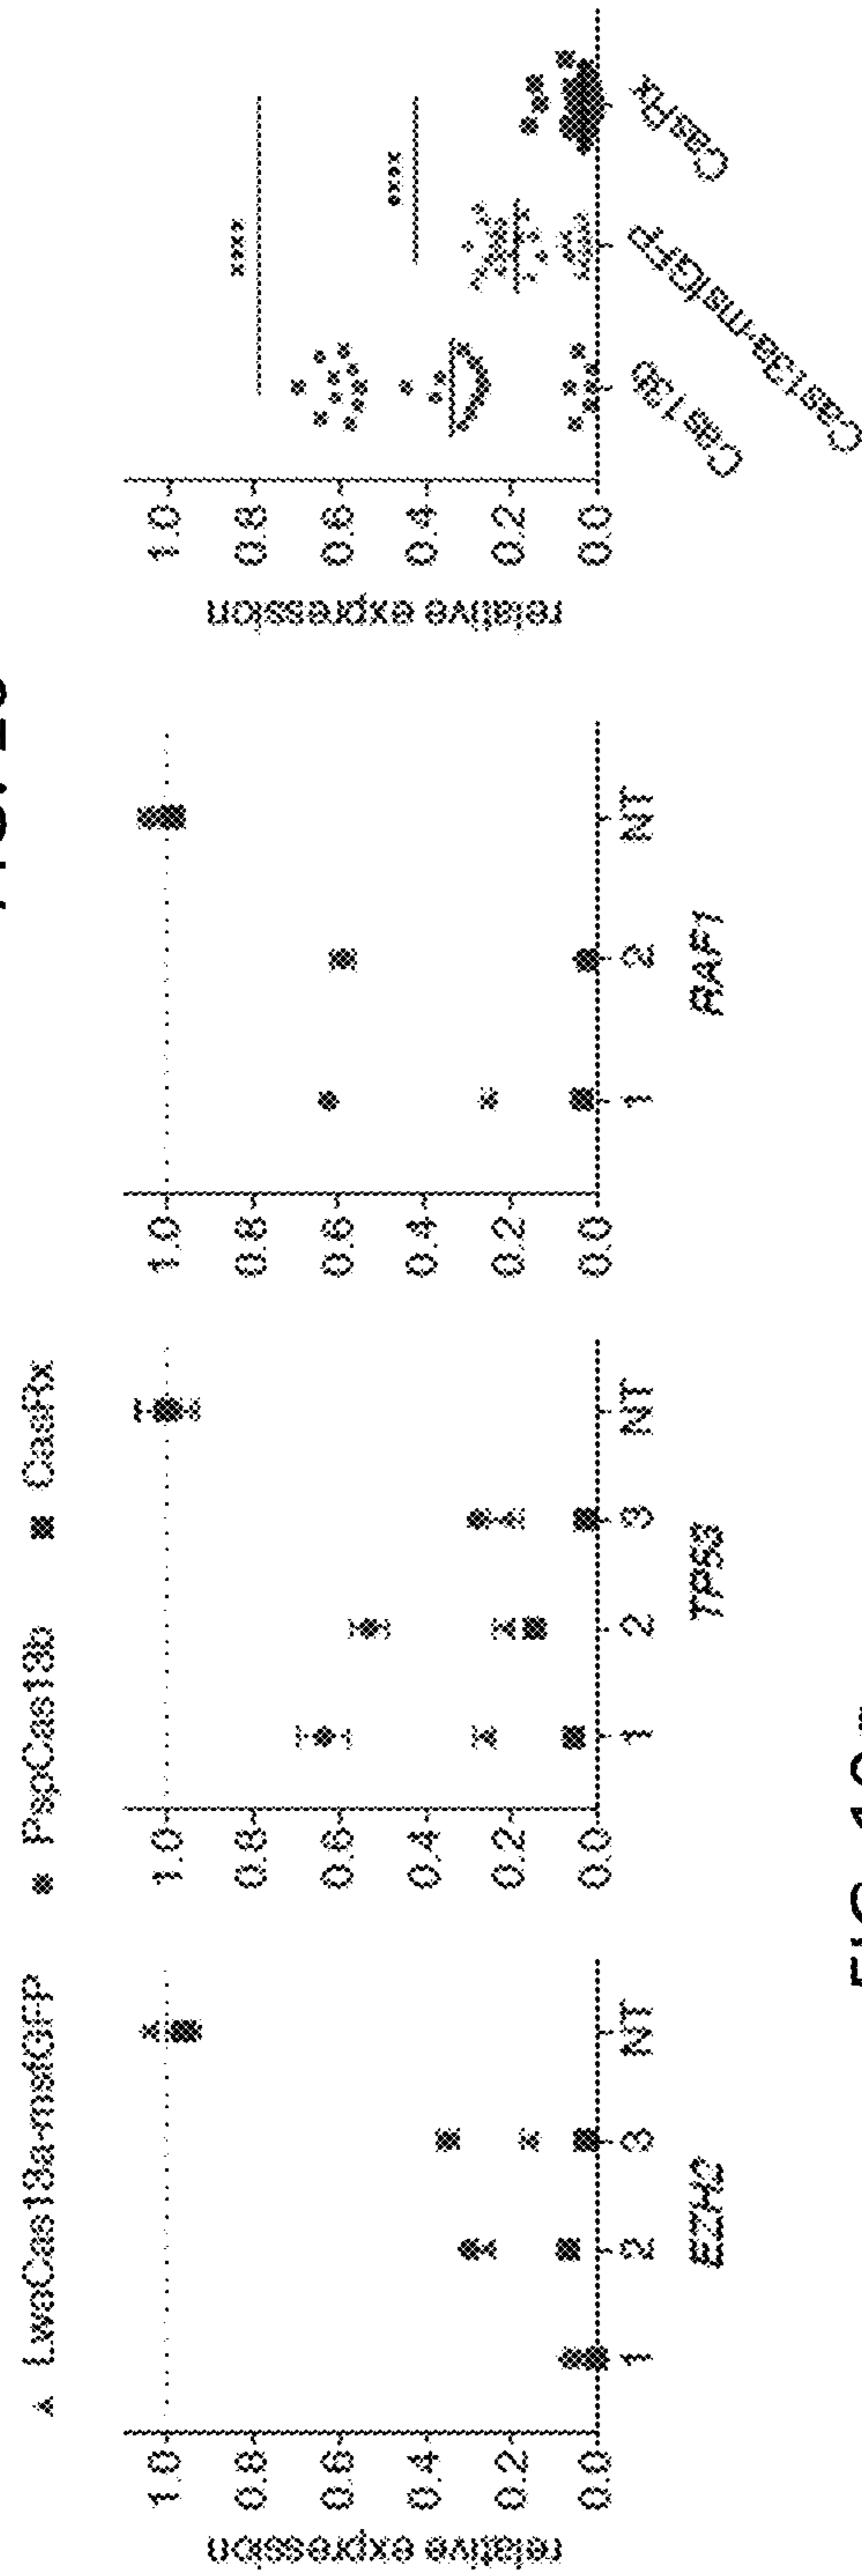 LwaCas13a-msfGFP
PspCas13b
CasRx
relative expression
1.0
0.8
0.6
0.4
0.2
0.0
1
2
3
NT
EZH2
1.0
0.8
0.6
0.4
0.2
0.0
1
2
3
NT
TP53
1.0
0.8
0.6
0.4
0.2
0.0
1
2
NT
RAF1
relative expression
1.0
0.8
0.6
0.4
0.2
0.0
****
****
Cas13b
Cas13a-msfGFP
CasRx